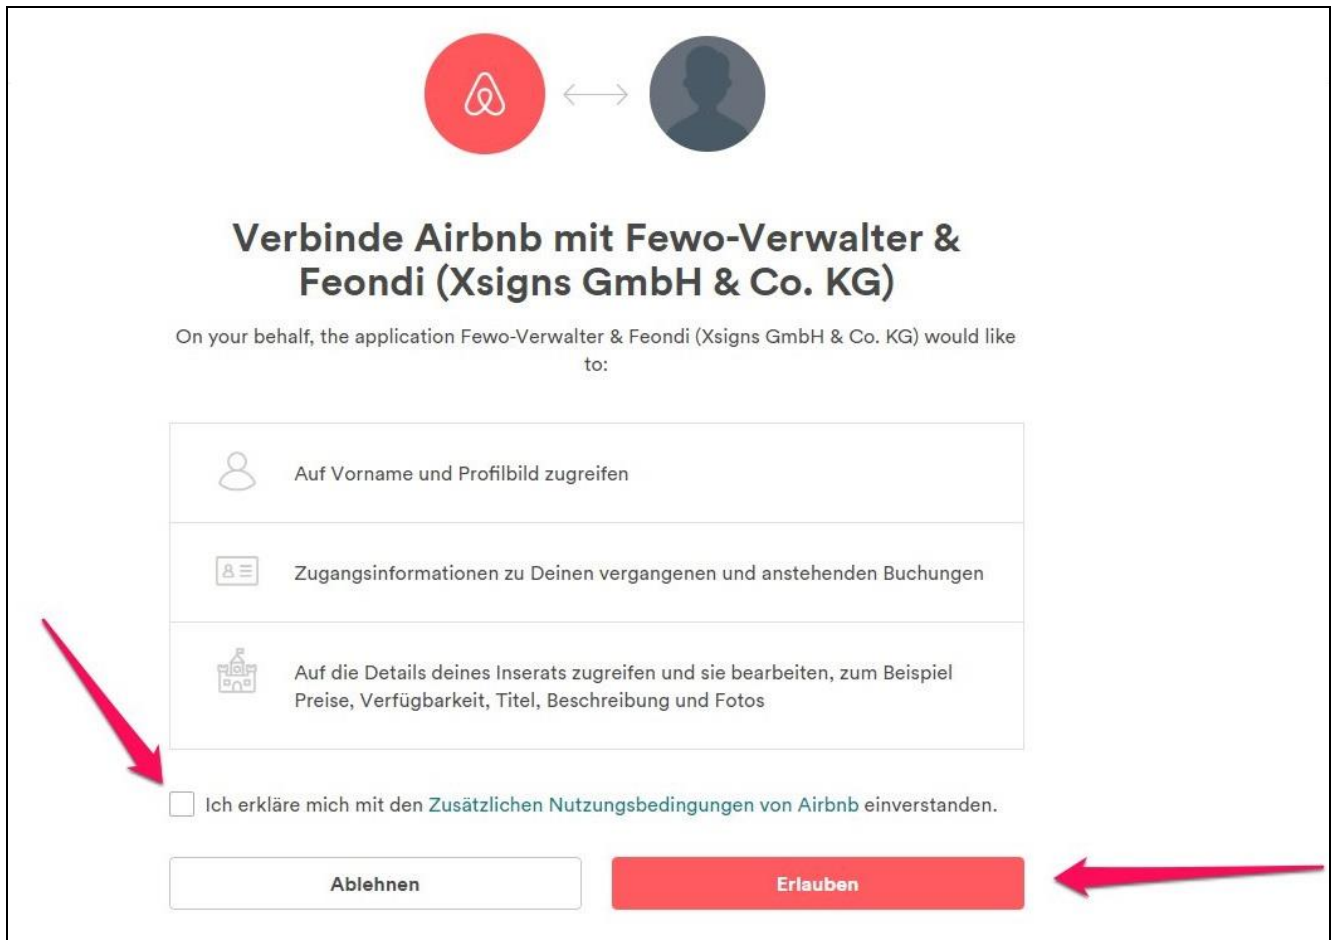 Verbinde Airbnb mit Fewo-Verwalter &
Feondi (Xsigns GmbH & Co. KG)
On your behalf, the application Fewo-Verwalter & Feondi (Xsigns GmbH & Co. KG) would like
to:
Auf Vorname und Profilbild zugreifen
Zugangsinformationen zu Deinen vergangenen und anstehenden Buchungen
Auf die Details deines Inserats zugreifen und sie bearbeiten, zum Beispiel
Preise, Verfügbarkeit, Titel, Beschreibung und Fotos
Ich erkläre mich mit den Zusätzlichen Nutzungsbedingungen von Airbnb einverstanden.
Ablehnen
Erlauben